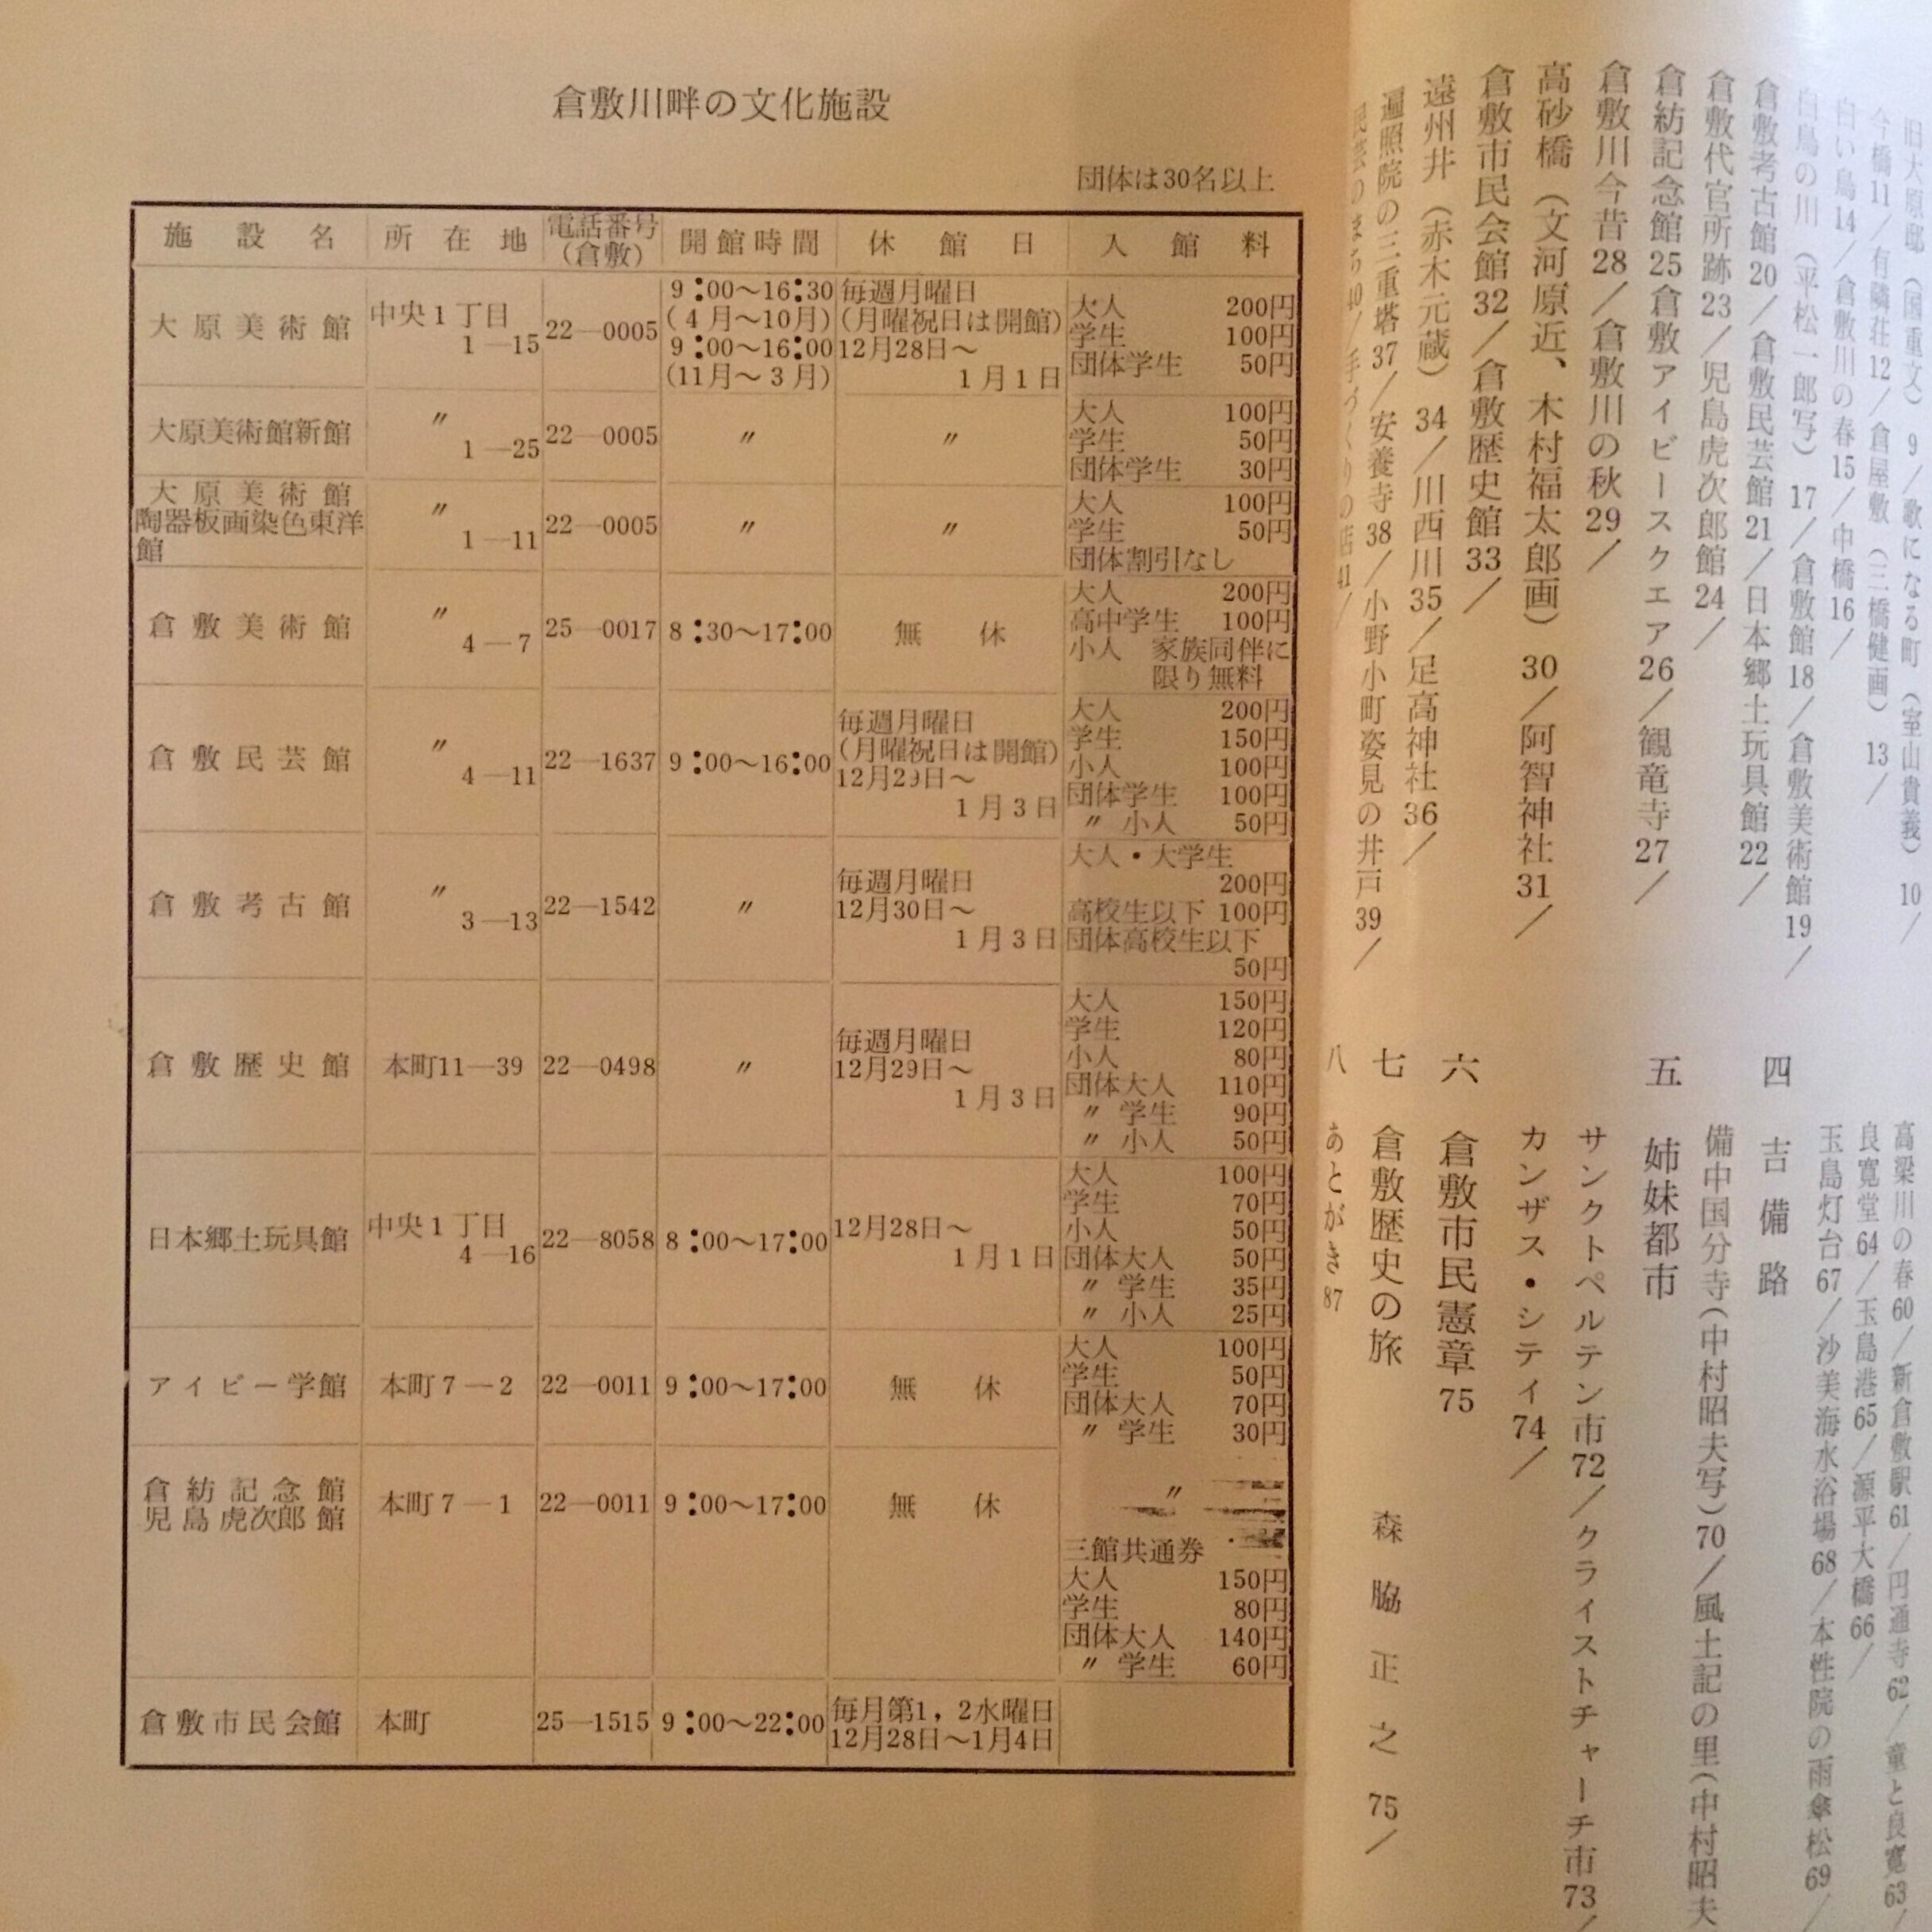 倉敷川畔の文化施設
団体は30名以上
施設名 所在地 電話番号(倉敷) 開館時間 休館日 入館料
大原美術館 中央1丁目 1—15 22—0005
9:00〜16:30
(4月〜10月)
9:00〜16:00
(11月〜3月)
毎週月曜日
(月曜祝日は開館)
12月28日〜
1月1日
大人 200円
学生 100円
団体学生 50円
大原美術館新館 〃 1—25 22—0005 〃 〃
大人 100円
学生 50円
団体学生 30円
大原美術館
陶器板画染色東洋
館
〃 1—11 22—0005 〃 〃
大人 100円
学生 50円
団体割引なし
倉敷美術館 〃 4—7 25—0017 8:30〜17:00 無休
大人 200円
高中学生 100円
小人 家族同伴に
限り無料
倉敷民芸館 〃 4—11 22—1637 9:00〜16:00
毎週月曜日
(月曜祝日は開館)
12月29日〜
1月3日
大人 200円
学生 150円
小人 100円
団体学生 100円
〃 小人 50円
倉敷考古館 〃 3—13 22—1542 〃
毎週月曜日
12月30日〜
1月3日
大人・大学生
200円
高校生以下 100円
団体高校生以下
50円
倉敷歴史館 本町11—39 22—0498 〃
毎週月曜日
12月29日〜
1月3日
大人 150円
学生 120円
小人 80円
団体大人 110円
〃 学生 90円
〃 小人 50円
日本郷土玩具館 中央1丁目 4—16 22—8058 8:00〜17:00
12月28日〜
1月1日
大人 100円
学生 70円
小人 50円
団体大人 50円
〃 学生 35円
〃 小人 25円
アイビー学館 本町7—2 22—0011 9:00〜17:00 無休
大人 100円
学生 50円
団体大人 70円
〃 学生 30円
倉紡記念館
児島虎次郎館
本町7—1 22—0011 9:00〜17:00 無休
〃
三館共通券
大人 150円
学生 80円
団体大人 140円
〃 学生 60円
倉敷市民会館 本町 25—1515 9:00〜22:00
毎月第1,2水曜日
12月28日〜1月4日
旧大原邸(国重文)9/歌になる町(室山貴義)10/
今橋11/有隣荘12/倉屋敷(三橋健画)13/
白い鳥14/倉敷川の春15/中橋16/
白鳥の川(平松一郎写)17/倉敷館18/倉敷美術館19/
倉敷考古館20/倉敷民芸館21/日本郷土玩具館22/
倉敷代官所跡23/児島虎次郎館24/
倉紡記念館25倉敷アイビースクエア26/観竜寺27/
倉敷川今昔28/倉敷川の秋29/
高砂橋(文河原近、木村福太郎画)30/阿智神社31/
倉敷市民会館32/倉敷歴史館33/
遠州井(赤木元蔵)34/川西川35/足高神社36/
遍照院の三重塔37/安養寺38/小野小町姿見の井戸39/
民芸のまち40/手づくりの店41/
高梁川の春60/新倉敷駅61/円通寺62/童と良寛63/
良寛堂64/玉島港65/源平大橋66/
玉島灯台67/沙美海水浴場68/本性院の雨傘松69/
四 吉備路
備中国分寺(中村昭夫写)70/風土記の里(中村昭夫
五 姉妹都市
サンクトペルテン市72/クライストチャーチ市73/
カンザス・シティ74/
六 倉敷市民憲章75
七 倉敷歴史の旅 森脇正之 75/
八 あとがき87